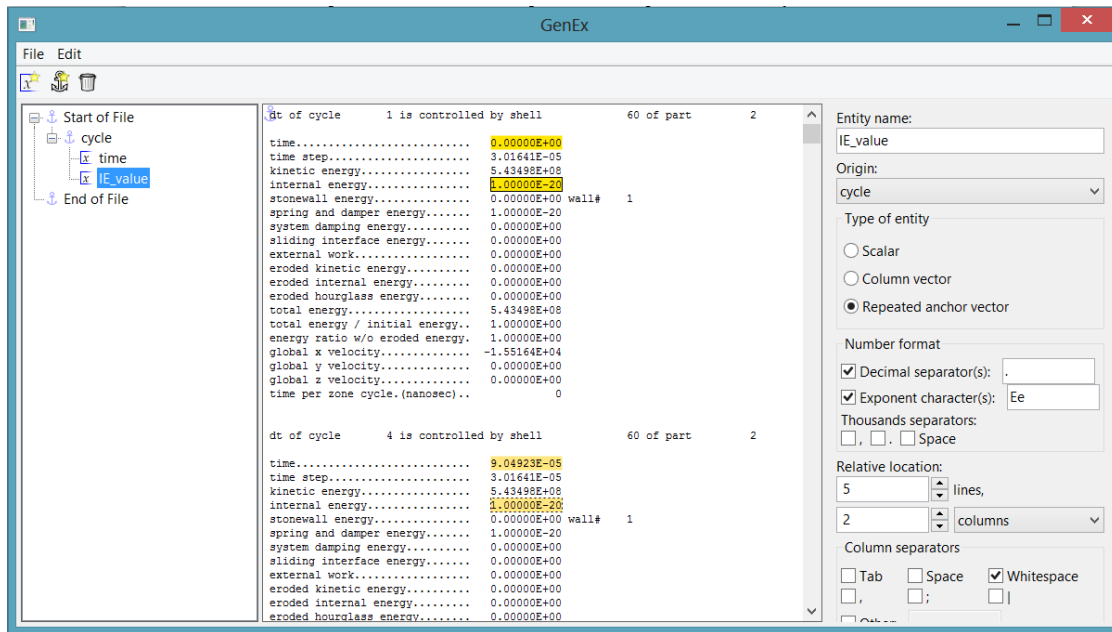 GenEx
File Edit
Start of File
cycle
x time
x IE_value
End of File
dt of cycle 1 is controlled by shell 60 of part 2
time........................... 0.00000E+00
time step...................... 3.01641E-05
kinetic energy................. 5.43498E+08
internal energy................ 1.00000E-20
stonewall energy............... 0.00000E+00 wall# 1
spring and damper energy....... 1.00000E-20
system damping energy.......... 0.00000E+00
sliding interface energy....... 0.00000E+00
external work.................. 0.00000E+00
eroded kinetic energy.......... 0.00000E+00
eroded internal energy......... 0.00000E+00
eroded hourglass energy........ 0.00000E+00
total energy................... 5.43498E+08
total energy / initial energy.. 1.00000E+00
energy ratio w/o eroded energy. 1.00000E+00
global x velocity.............. -1.55164E+04
global y velocity.............. 0.00000E+00
global z velocity.............. 0.00000E+00
time per zone cycle.(nanosec).. 0
dt of cycle 4 is controlled by shell 60 of part 2
time........................... 9.04923E-05
time step...................... 3.01641E-05
kinetic energy................. 5.43498E+08
internal energy................ 1.00000E-20
stonewall energy............... 0.00000E+00 wall# 1
spring and damper energy....... 1.00000E-20
system damping energy.......... 0.00000E+00
sliding interface energy....... 0.00000E+00
external work.................. 0.00000E+00
eroded kinetic energy.......... 0.00000E+00
eroded internal energy......... 0.00000E+00
eroded hourglass energy........ 0.00000E+00
Entity name:
IE_value
Origin:
cycle
Type of entity
Scalar
Column vector
Repeated anchor vector
Number format
Decimal separator(s): .
Exponent character(s): Ee
Thousands separators:
, . Space
Relative location:
5 lines,
2 columns
Column separators
Tab Space Whitespace
, ; |